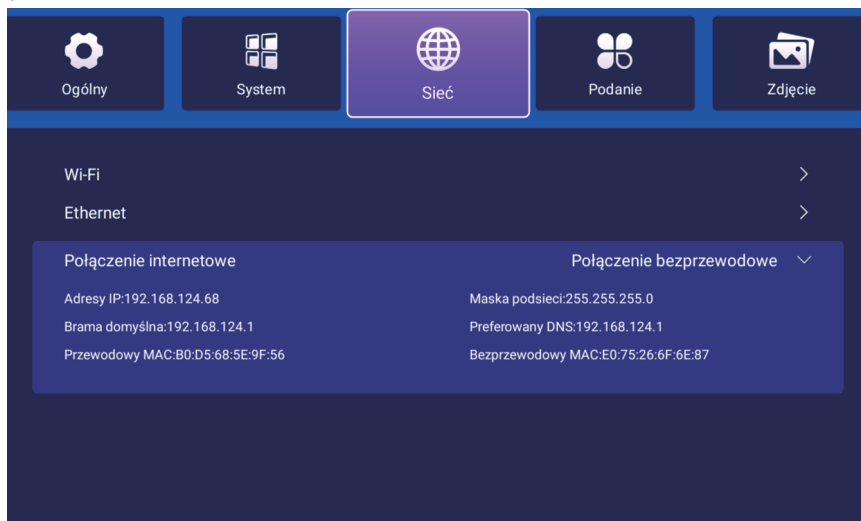 Ogólny
System
Sieć
Podanie
Zdjęcie
Wi-Fi
Ethernet
Połączenie internetowe
Połączenie bezprzewodowe
Adresy IP:192.168.124.68
Maska podsieci:255.255.255.0
Brama domyślna:192.168.124.1
Preferowany DNS:192.168.124.1
Przewodowy MAC:B0:D5:68:5E:9F:56
Bezprzewodowy MAC:E0:75:26:6F:6E:87